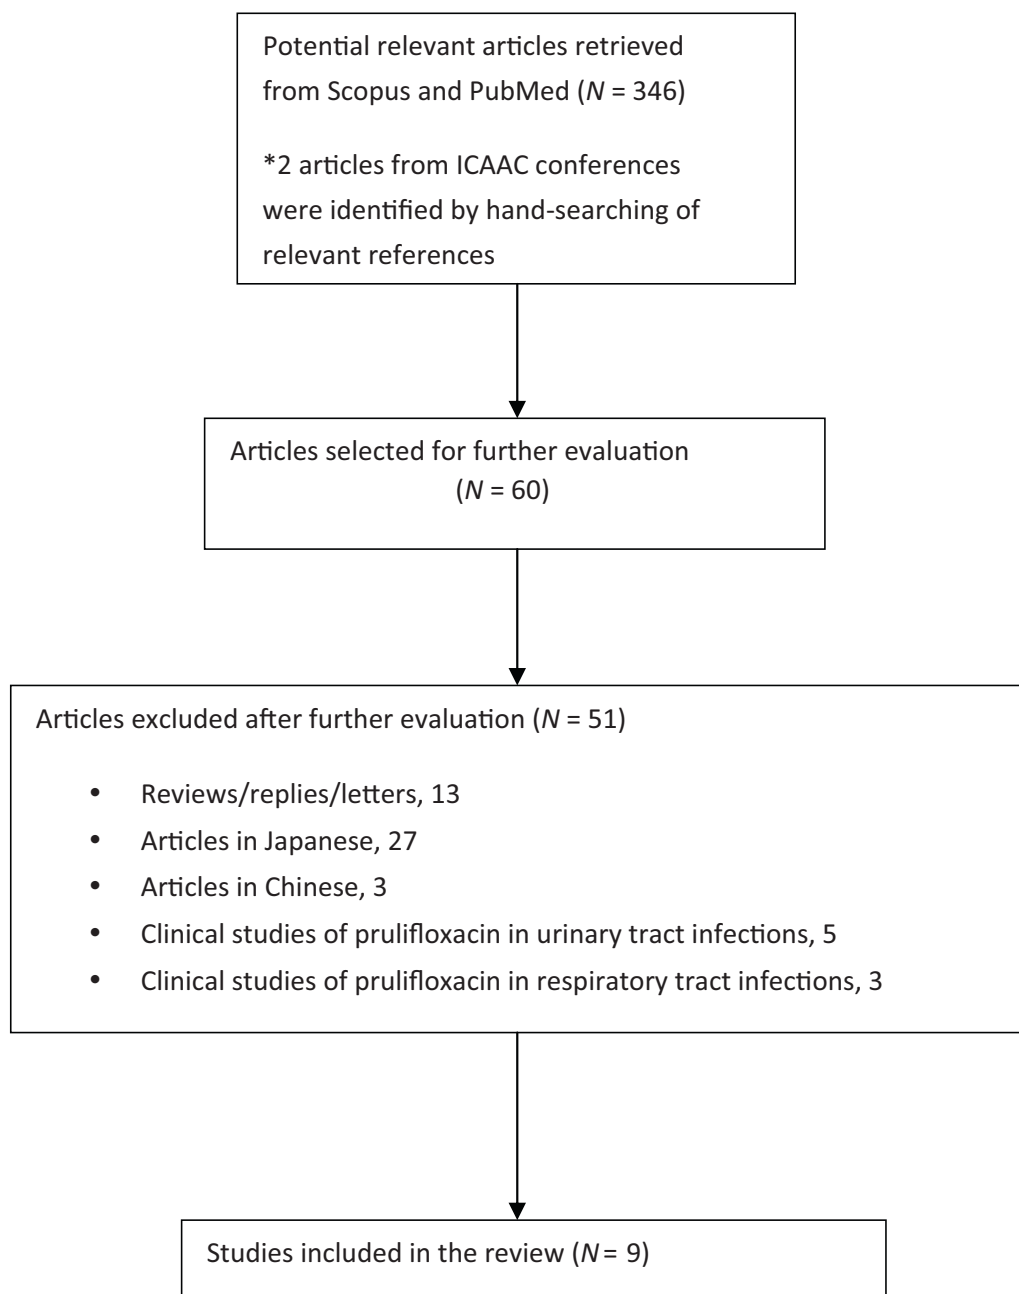 Potential relevant articles retrieved
from Scopus and PubMed (N = 346)
*2 articles from ICAAC conferences
were identified by hand-searching of
relevant references
Articles selected for further evaluation
(N = 60)
Articles excluded after further evaluation (N = 51)
• Reviews/replies/letters, 13
• Articles in Japanese, 27
• Articles in Chinese, 3
• Clinical studies of prulifloxacin in urinary tract infections, 5
• Clinical studies of prulifloxacin in respiratory tract infections, 3
Studies included in the review (N = 9)